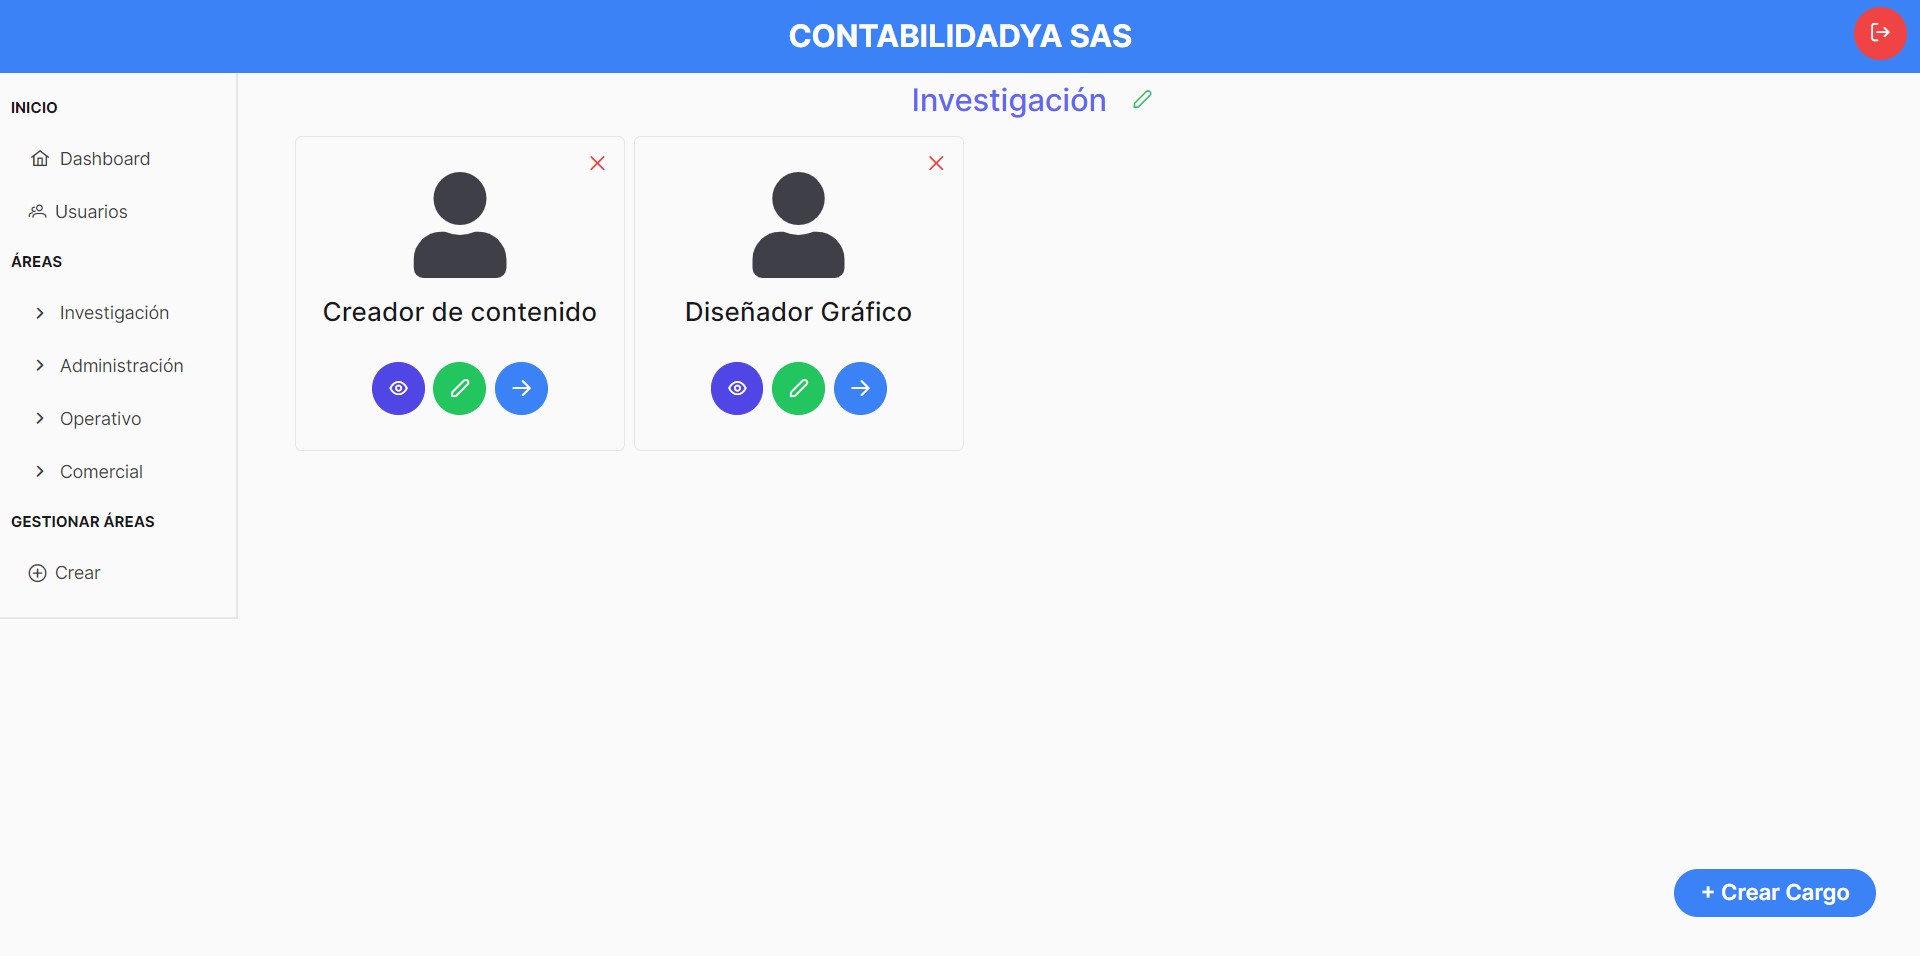 CONTABILIDADYA SAS
INICIO
Dashboard
Usuarios
ÁREAS
Investigación
Administración
Operativo
Comercial
GESTIONAR ÁREAS
Crear
Investigación
Creador de contenido
Diseñador Gráfico
+ Crear Cargo